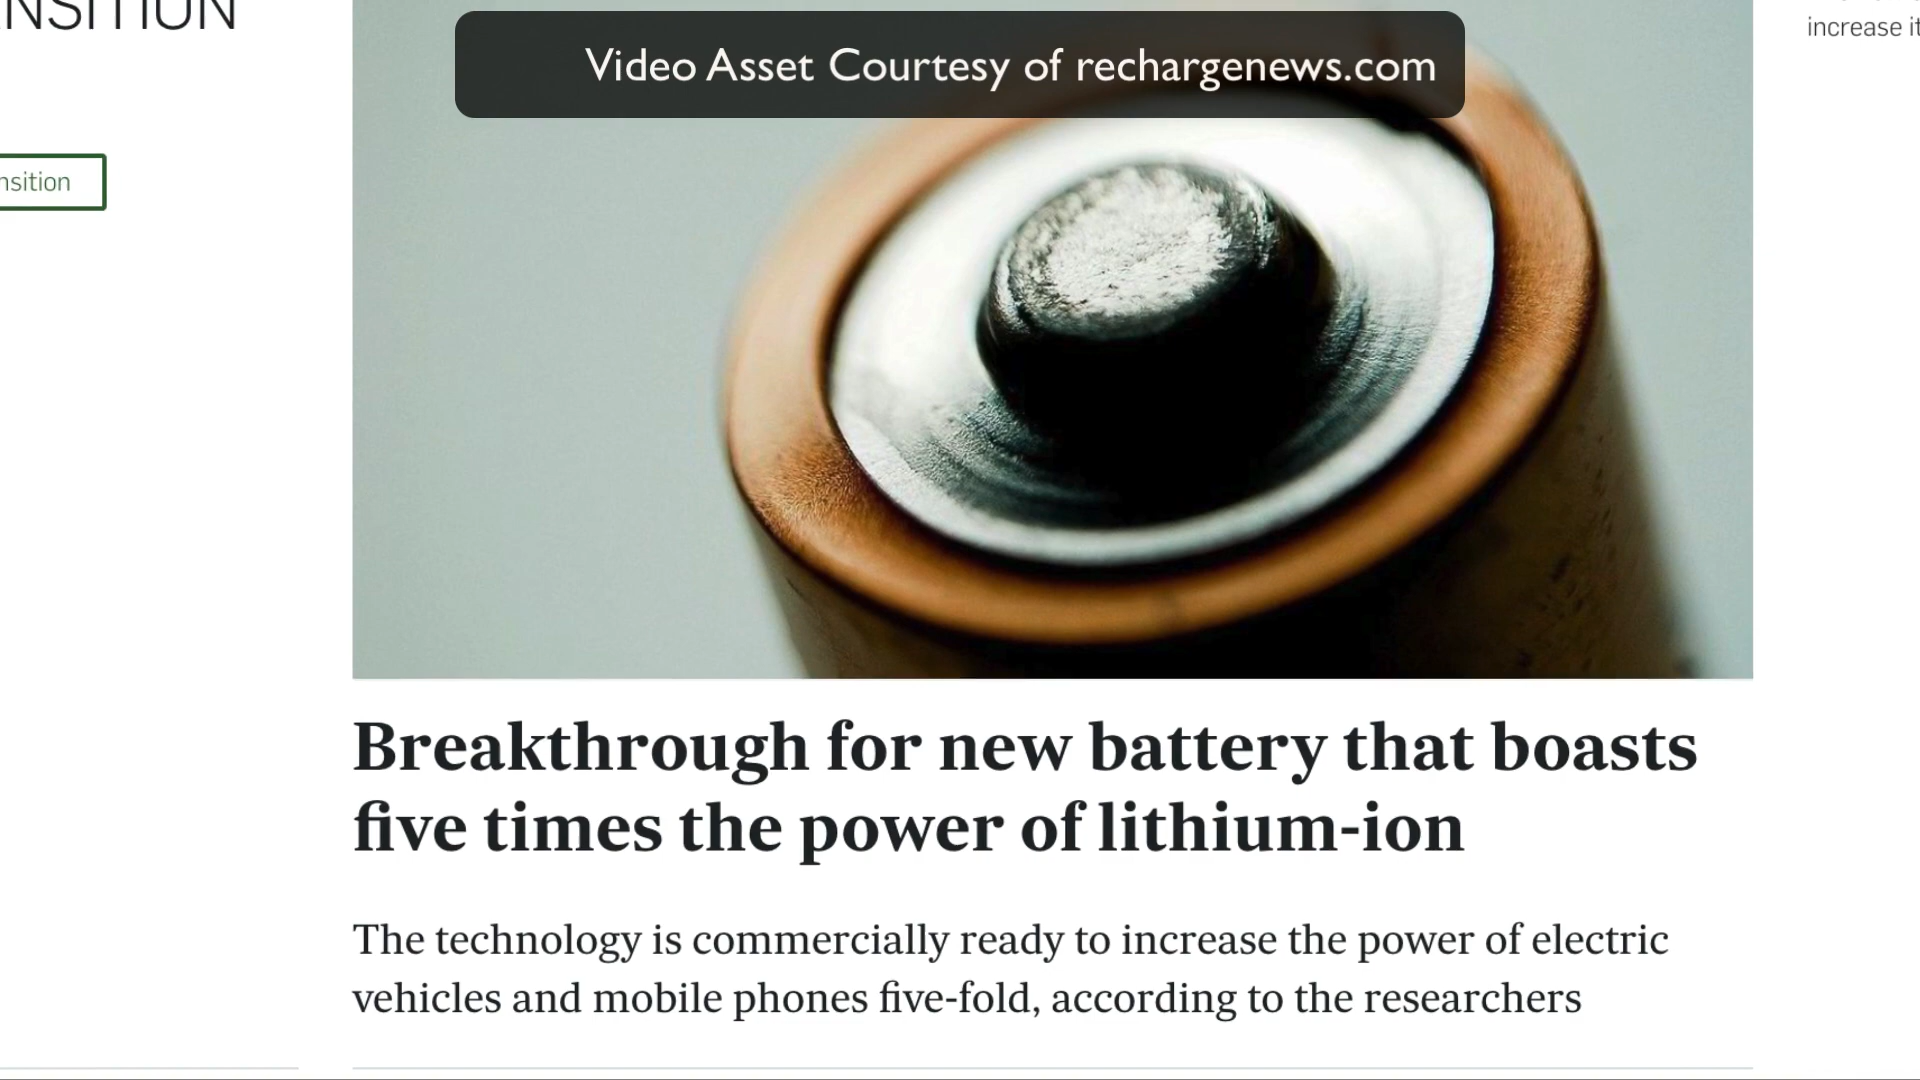 Video Asset Courtesy of rechargenews.com
increase
nsition
Breakthrough for new battery that boasts
five times the power of lithium-ion
The technology is commercially ready to increase the power of electric
vehicles and mobile phones five-fold, according to the researchers